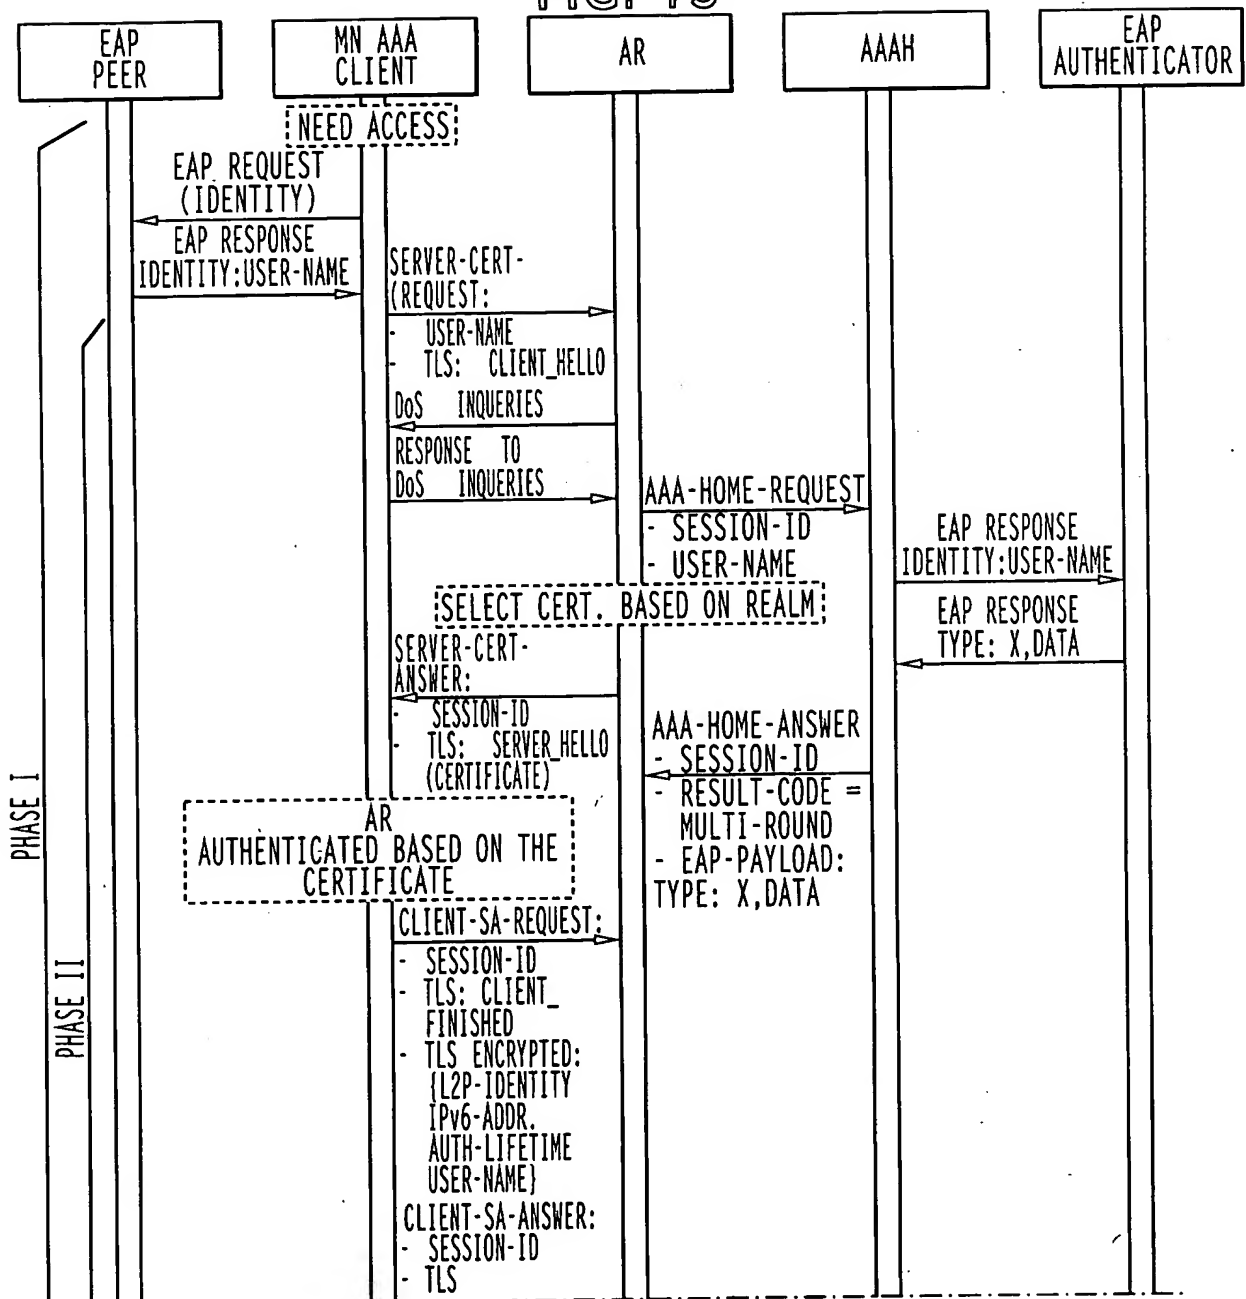 EAP
PEER
MN AAA
CLIENT
AR
AAAH
EAP
AUTHENTICATOR
NEED ACCESS
EAP REQUEST
(IDENTITY)
EAP RESPONSE
IDENTITY:USER-NAME
SERVER-CERT-
(REQUEST:
- USER-NAME
- TLS: CLIENT_HELLO
DoS INQUERIES
RESPONSE TO
DoS INQUERIES
AAA-HOME-REQUEST
- SESSION-ID
- USER-NAME
EAP RESPONSE
IDENTITY:USER-NAME
SELECT CERT. BASED ON REALM
EAP RESPONSE
TYPE: X,DATA
SERVER-CERT-
ANSWER:
- SESSION-ID
- TLS: SERVER_HELLO
(CERTIFICATE)
AAA-HOME-ANSWER
- SESSION-ID
- RESULT-CODE =
MULTI-ROUND
- EAP-PAYLOAD:
TYPE: X,DATA
AR
AUTHENTICATED BASED ON THE
CERTIFICATE
PHASE I
CLIENT-SA-REQUEST:
- SESSION-ID
- TLS: CLIENT_
FINISHED
- TLS ENCRYPTED:
{L2P-IDENTITY
IPv6-ADDR.
AUTH-LIFETIME
USER-NAME}
PHASE II
CLIENT-SA-ANSWER:
- SESSION-ID
- TLS